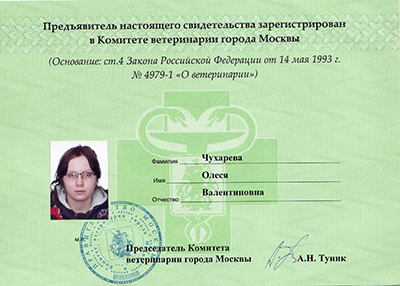 Предъявитель настоящего свидетельства зарегистрирован
в Комитете ветеринарии города Москвы
(Основание: ст.4 Закона Российской Федерации от 14 мая 1993 г.
№ 4979-1 «О ветеринарии»)
Фамилия Чухарева
Имя Олеся
Отчество Валентиновна
М.П.
Председатель Комитета
ветеринарии города Москвы А.Н. Туник